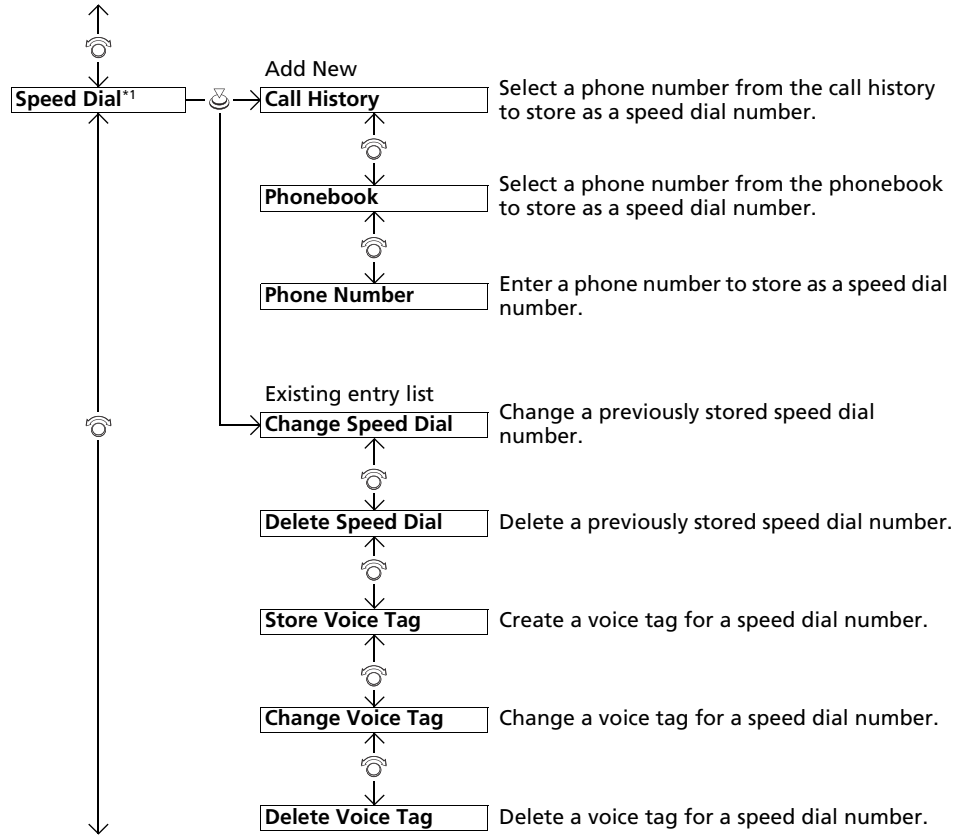 Add New
Speed Dial*1
Call History
Select a phone number from the call history
to store as a speed dial number.
Phonebook
Select a phone number from the phonebook
to store as a speed dial number.
Phone Number
Enter a phone number to store as a speed dial
number.
Existing entry list
Change Speed Dial
Change a previously stored speed dial
number.
Delete Speed Dial
Delete a previously stored speed dial number.
Store Voice Tag
Create a voice tag for a speed dial number.
Change Voice Tag
Change a voice tag for a speed dial number.
Delete Voice Tag
Delete a voice tag for a speed dial number.